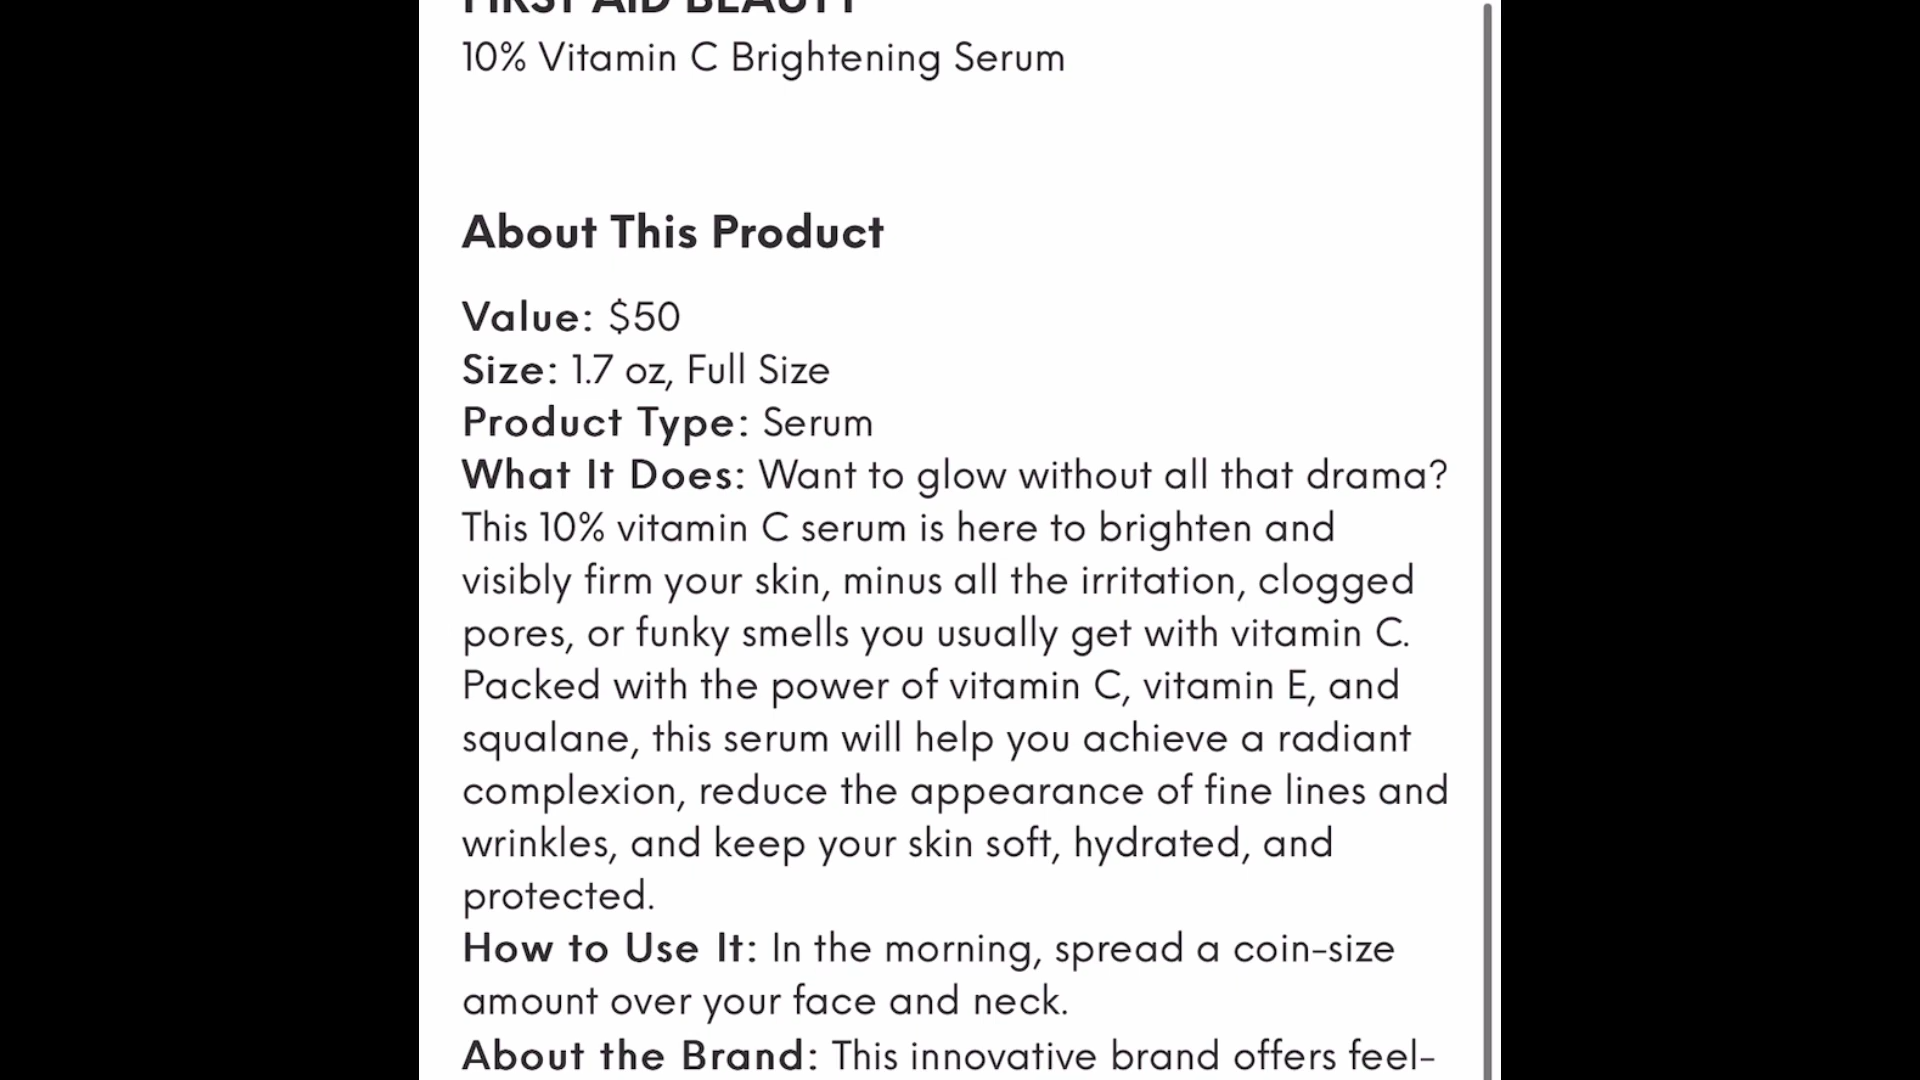 FIRST AID BEAUTY
10% Vitamin C Brightening Serum
About This Product
Value: $50
Size: 1.7 oz, Full Size
Product Type: Serum
What It Does: Want to glow without all that drama?
This 10% vitamin C serum is here to brighten and
visibly firm your skin, minus all the irritation, clogged
pores, or funky smells you usually get with vitamin C.
Packed with the power of vitamin C, vitamin E, and
squalane, this serum will help you achieve a radiant
complexion, reduce the appearance of fine lines and
wrinkles, and keep your skin soft, hydrated, and
protected.
How to Use It: In the morning, spread a coin-size
amount over your face and neck.
About the Brand: This innovative brand offers feel-